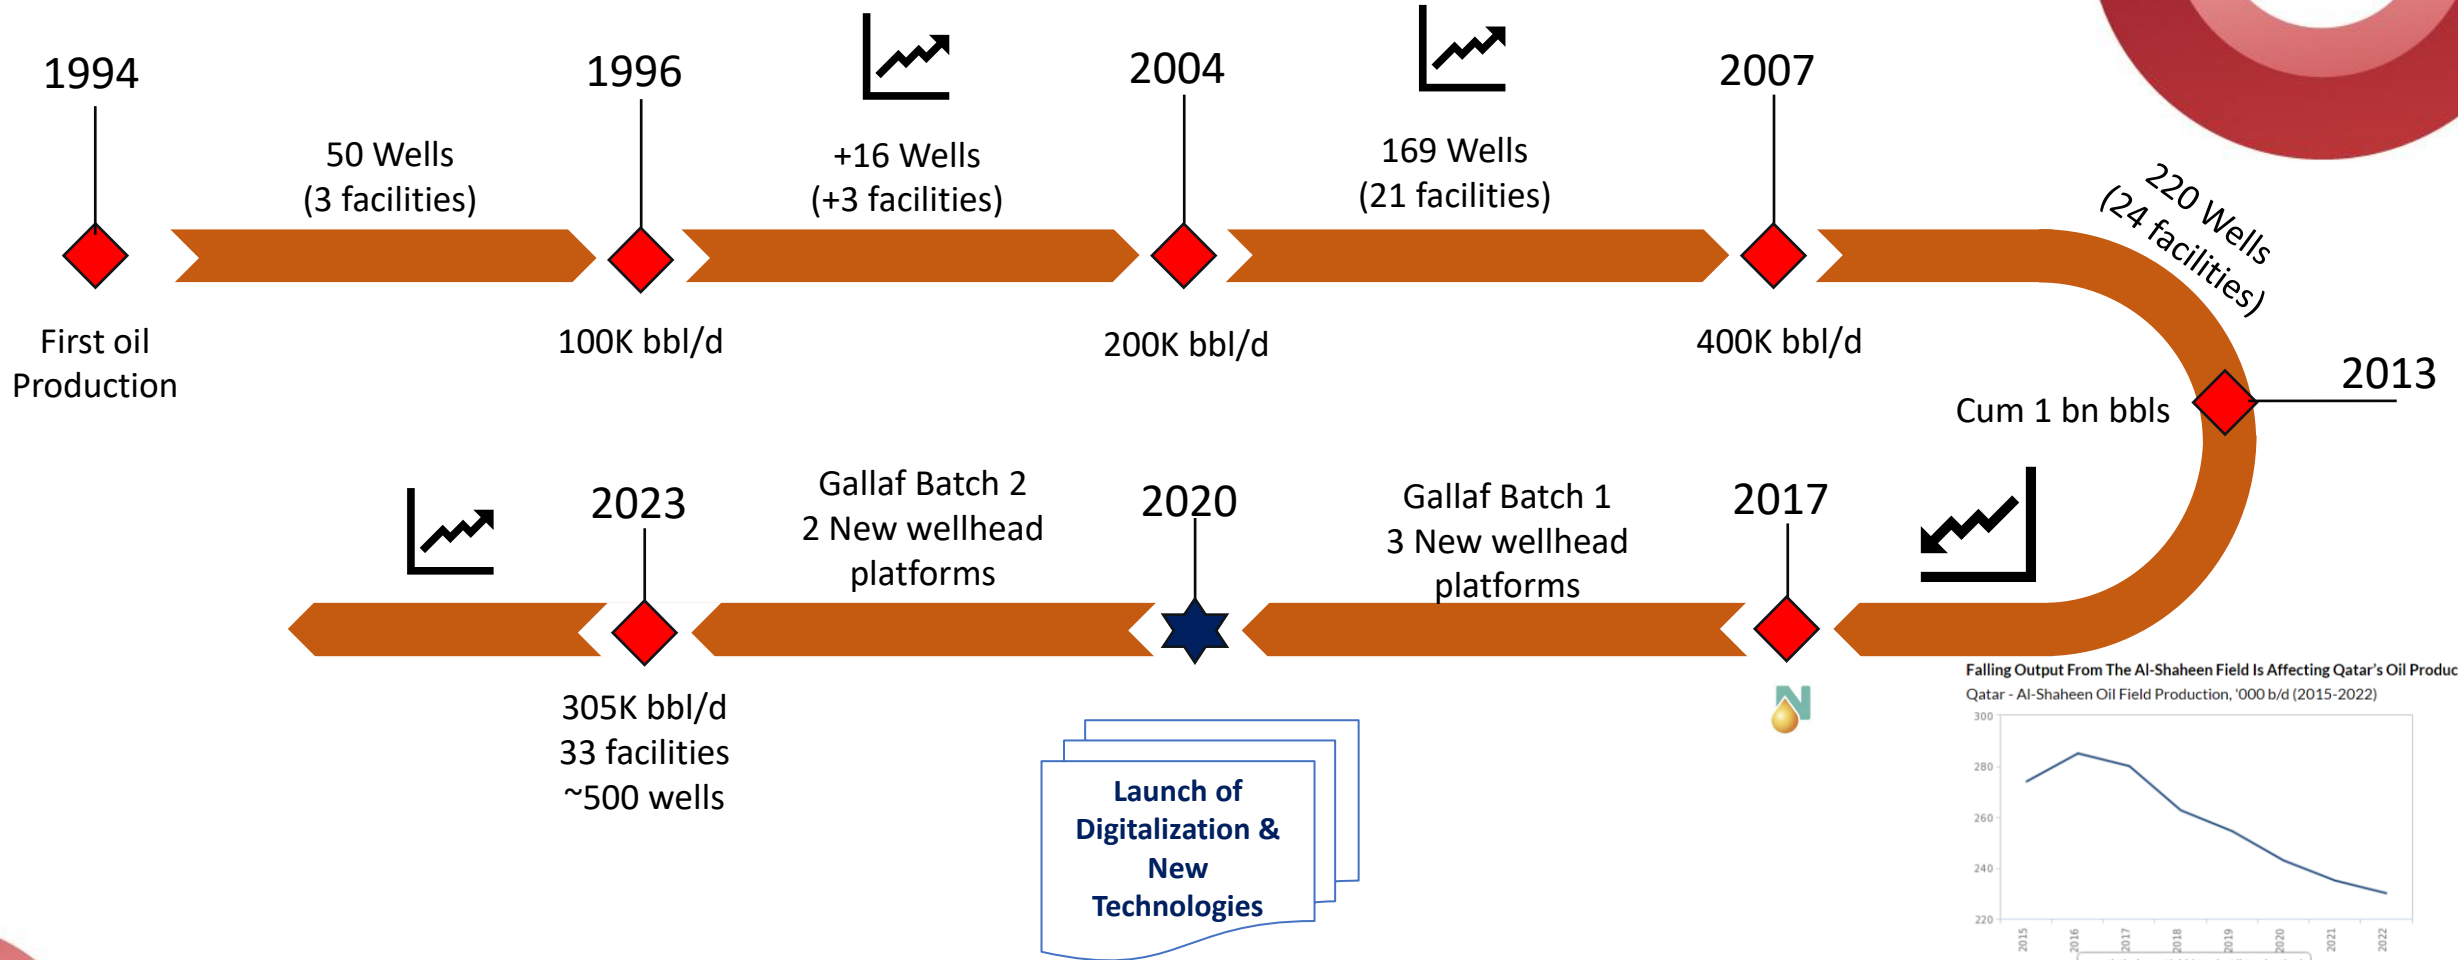 1994
1996
2004
2007
50 Wells
(3 facilities)
+16 Wells
(+3 facilities)
169 Wells
(21 facilities)
220 Wells
(24 facilities)
First oil
Production
100K bbl/d
200K bbl/d
400K bbl/d
2013
Cum 1 bn bbls
2017
Gallaf Batch 1
3 New wellhead
platforms
2020
Gallaf Batch 2
2 New wellhead
platforms
2023
305K bbl/d
33 facilities
~500 wells
Launch of
Digitalization &
New
Technologies
N
Falling Output From The Al-Shaheen Field Is Affecting Qatar's Oil Produc
Qatar - Al-Shaheen Oil Field Production, '000 b/d (2015-2022)
300
280
260
240
220
2015
2016
2017
2018
2019
2020
2021
2022